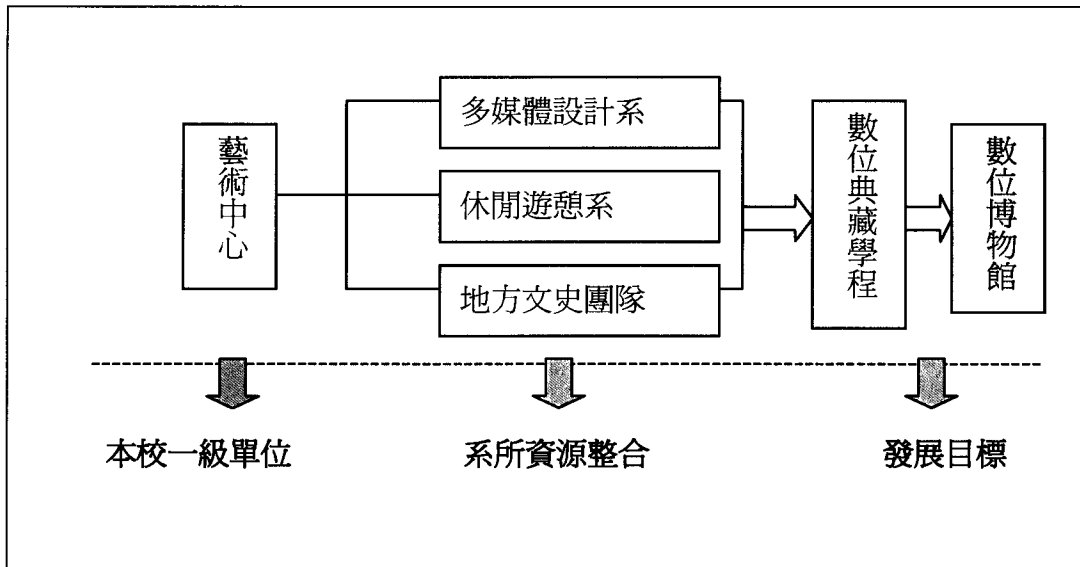 藝術中心
多媒體設計系
休閒遊憩系
地方文史團隊
數位典藏學程
數位博物館
本校一級單位
系所資源整合
發展目標